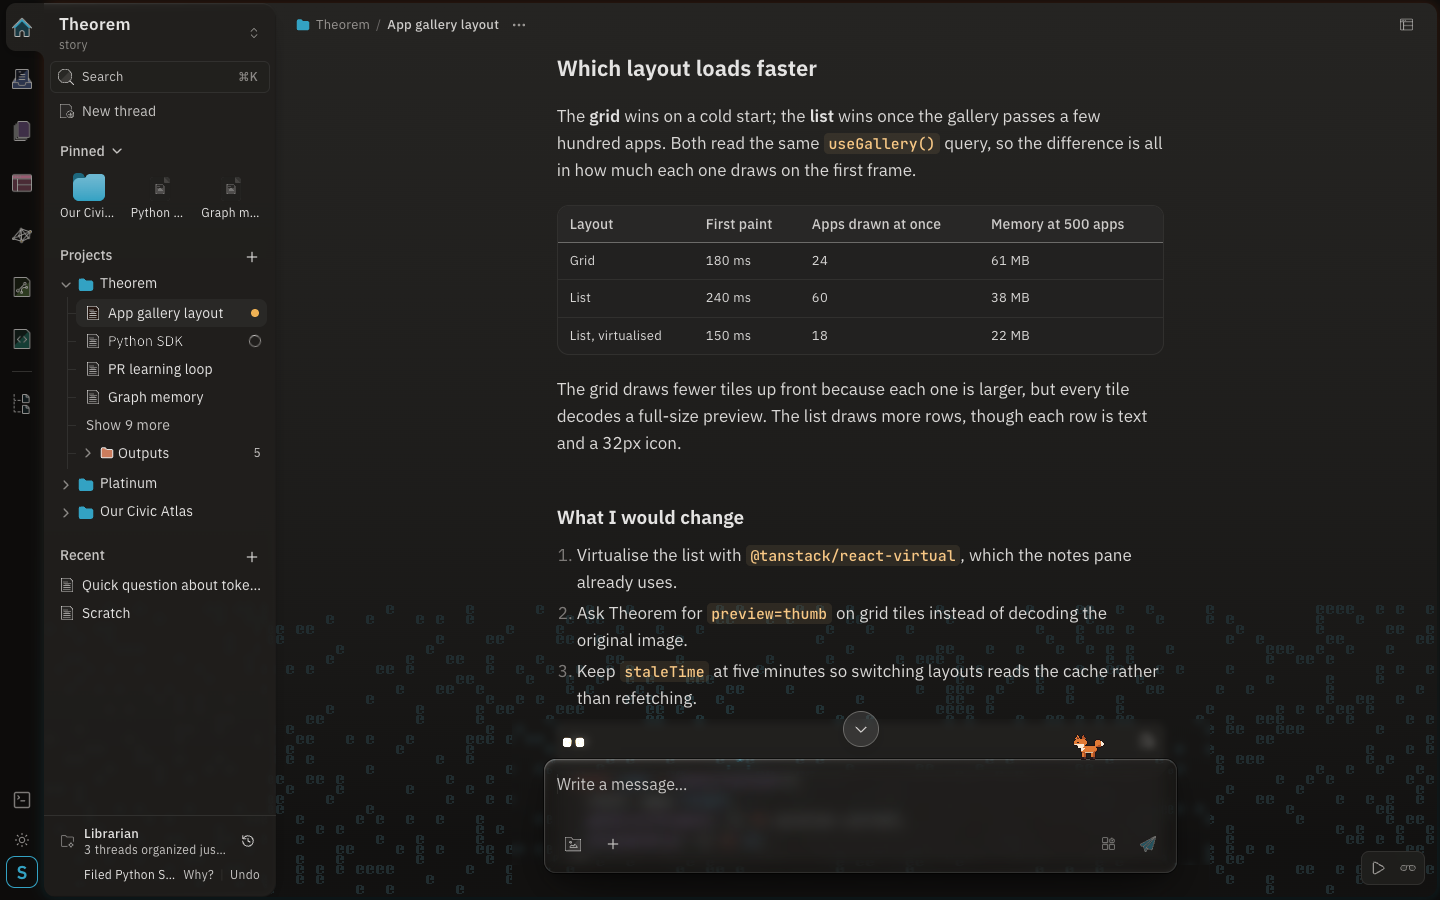 Theorem
story
Search ⌘K
New thread
Pinned
Our Civi... Python ... Graph m...
Projects
Theorem
App gallery layout
Python SDK
PR learning loop
Graph memory
Show 9 more
Outputs 5
Platinum
Our Civic Atlas
Recent
Quick question about toke...
Scratch
Librarian
3 threads organized jus...
Filed Python S... Why? Undo
S
Theorem / App gallery layout ...
Which layout loads faster
The grid wins on a cold start; the list wins once the gallery passes a few
hundred apps. Both read the same useGallery() query, so the difference is all
in how much each one draws on the first frame.
Layout First paint Apps drawn at once Memory at 500 apps
Grid 180 ms 24 61 MB
List 240 ms 60 38 MB
List, virtualised 150 ms 18 22 MB
The grid draws fewer tiles up front because each one is larger, but every tile
decodes a full-size preview. The list draws more rows, though each row is text
and a 32px icon.
What I would change
1. Virtualise the list with @tanstack/react-virtual, which the notes pane
already uses.
2. Ask Theorem for preview=thumb on grid tiles instead of decoding the
original image.
3. Keep staleTime at five minutes so switching layouts reads the cache rather
than refetching.
Write a message...